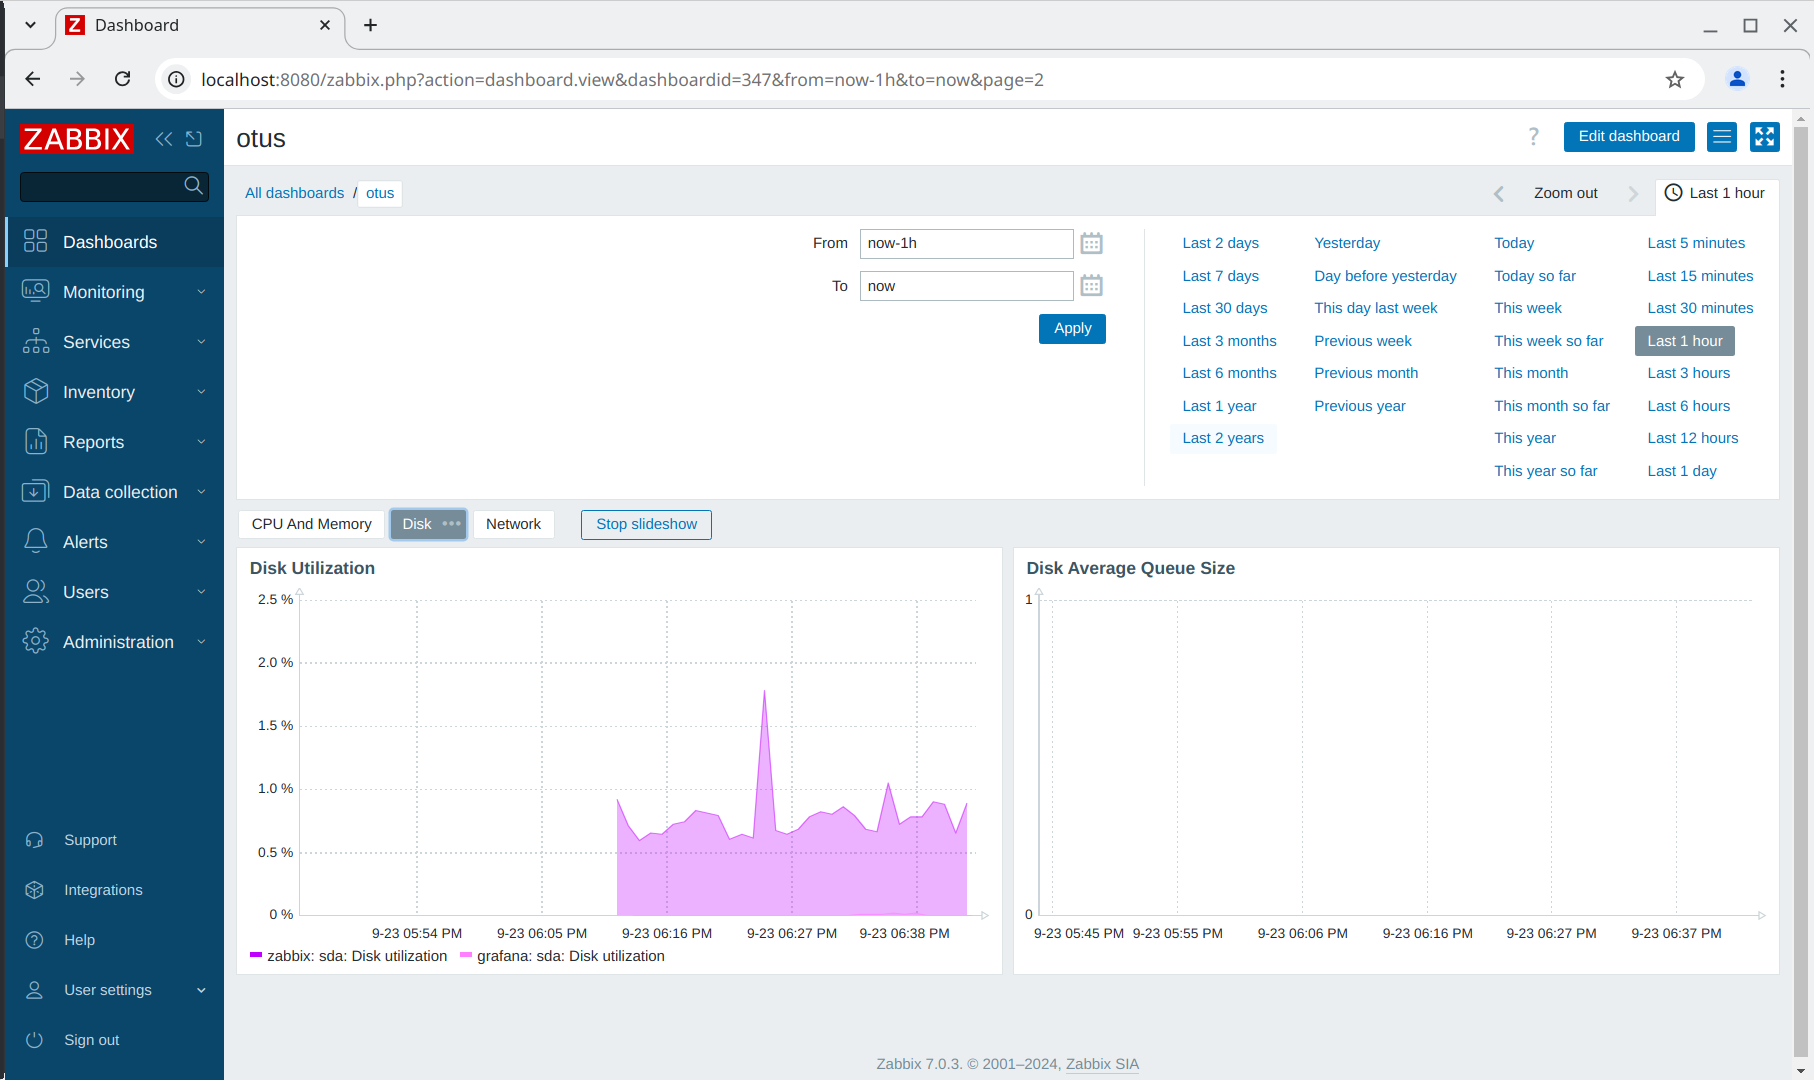 Z Dashboard
localhost:8080/zabbix.php?action=dashboard.view&dashboardid=347&from=now-1h&to=now&page=2
ZABBIX
Dashboards
Monitoring
Services
Inventory
Reports
Data collection
Alerts
Users
Administration
Support
Integrations
Help
User settings
Sign out
otus
? Edit dashboard
All dashboards / otus
Zoom out Last 1 hour
From now-1h
To now
Apply
Last 2 days Yesterday Today Last 5 minutes
Last 7 days Day before yesterday Today so far Last 15 minutes
Last 30 days This day last week This week Last 30 minutes
Last 3 months Previous week This week so far Last 1 hour
Last 6 months Previous month This month Last 3 hours
Last 1 year Previous year This month so far Last 6 hours
Last 2 years This year Last 12 hours
This year so far Last 1 day
CPU And Memory Disk Network Stop slideshow
Disk Utilization
2.5 %
2.0 %
1.5 %
1.0 %
0.5 %
0 %
9-23 05:54 PM 9-23 06:05 PM 9-23 06:16 PM 9-23 06:27 PM 9-23 06:38 PM
zabbix: sda: Disk utilization grafana: sda: Disk utilization
Disk Average Queue Size
1
0
9-23 05:45 PM 9-23 05:55 PM 9-23 06:06 PM 9-23 06:16 PM 9-23 06:27 PM 9-23 06:37 PM
Zabbix 7.0.3. © 2001–2024, Zabbix SIA